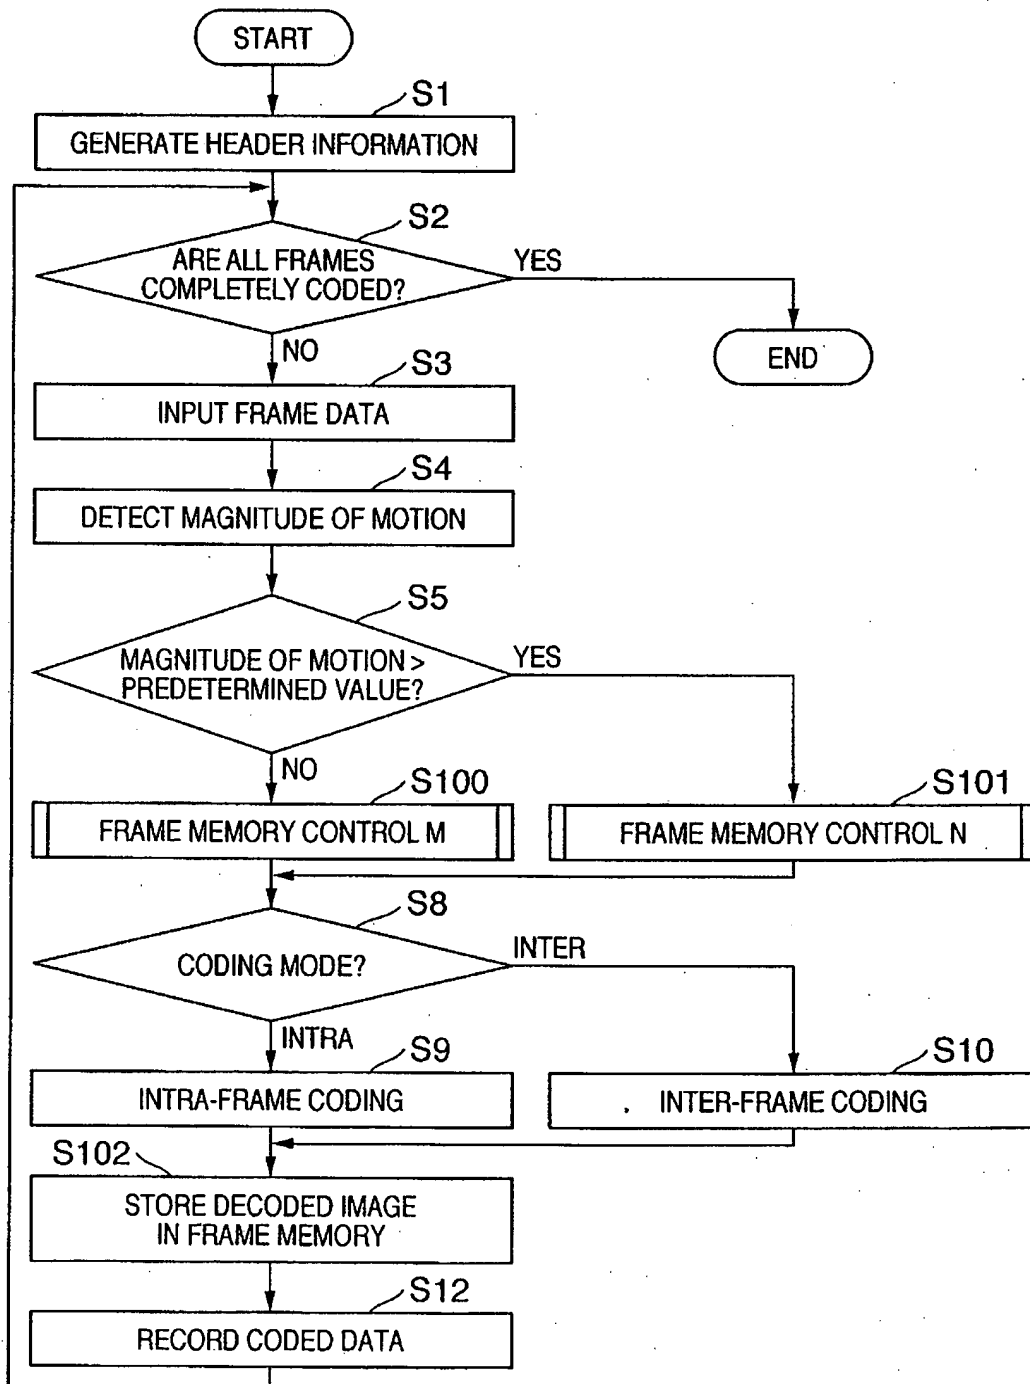 START
S1
GENERATE HEADER INFORMATION
S2
ARE ALL FRAMES
COMPLETELY CODED?
YES
END
NO
S3
INPUT FRAME DATA
S4
DETECT MAGNITUDE OF MOTION
S5
MAGNITUDE OF MOTION >
PREDETERMINED VALUE?
YES
NO
S100
FRAME MEMORY CONTROL M
S101
FRAME MEMORY CONTROL N
S8
CODING MODE?
INTER
INTRA
S9
INTRA-FRAME CODING
S10
INTER-FRAME CODING
S102
STORE DECODED IMAGE
IN FRAME MEMORY
S12
RECORD CODED DATA